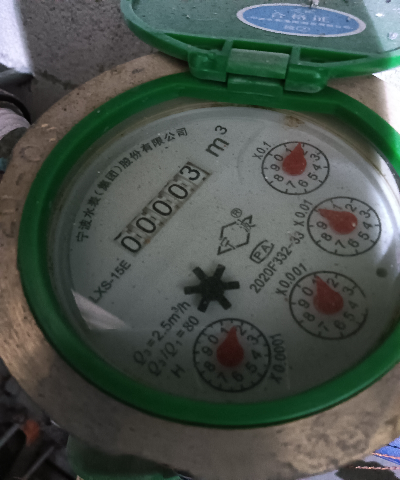 宁波水表(集团)股份有限公司
m³
00003
LXS-15E
X0.1
X0.01
X0.001
X0.0001
PA
2020F332-33
Q₃=2.5m³/h
Q₃/Q₁=80
H